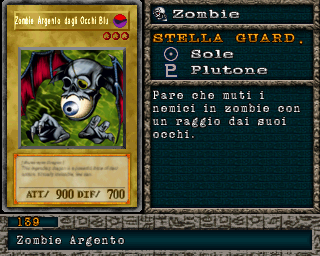 Zombie Argento dagli Occhi Blu
ATT/ 900 DIF/ 700
Zombie
STELLA GUARD.
Sole
Plutone
Pare che muti i
nemici in zombie con
un raggio dai suoi
occhi.
139
Zombie Argento